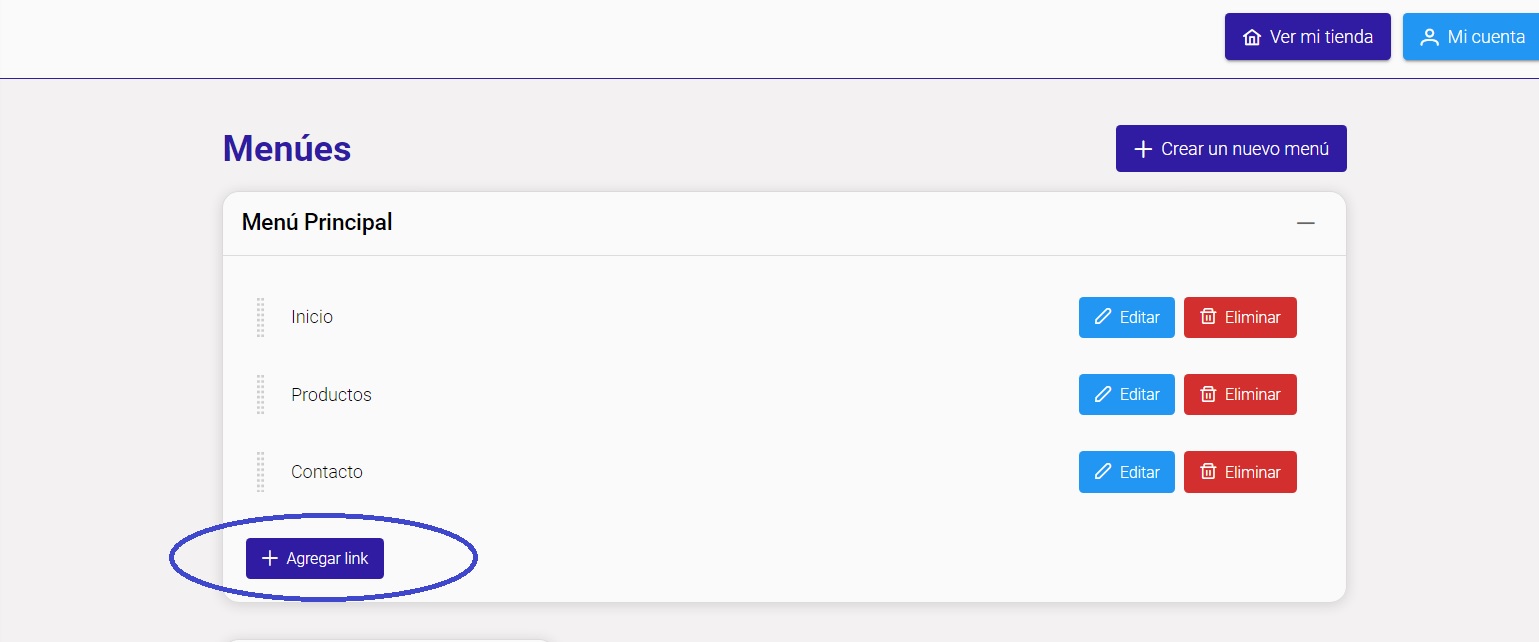 Ver mi tienda
Mi cuenta
Menúes
Crear un nuevo menú
Menú Principal
Inicio
Editar
Eliminar
Productos
Editar
Eliminar
Contacto
Editar
Eliminar
Agregar link